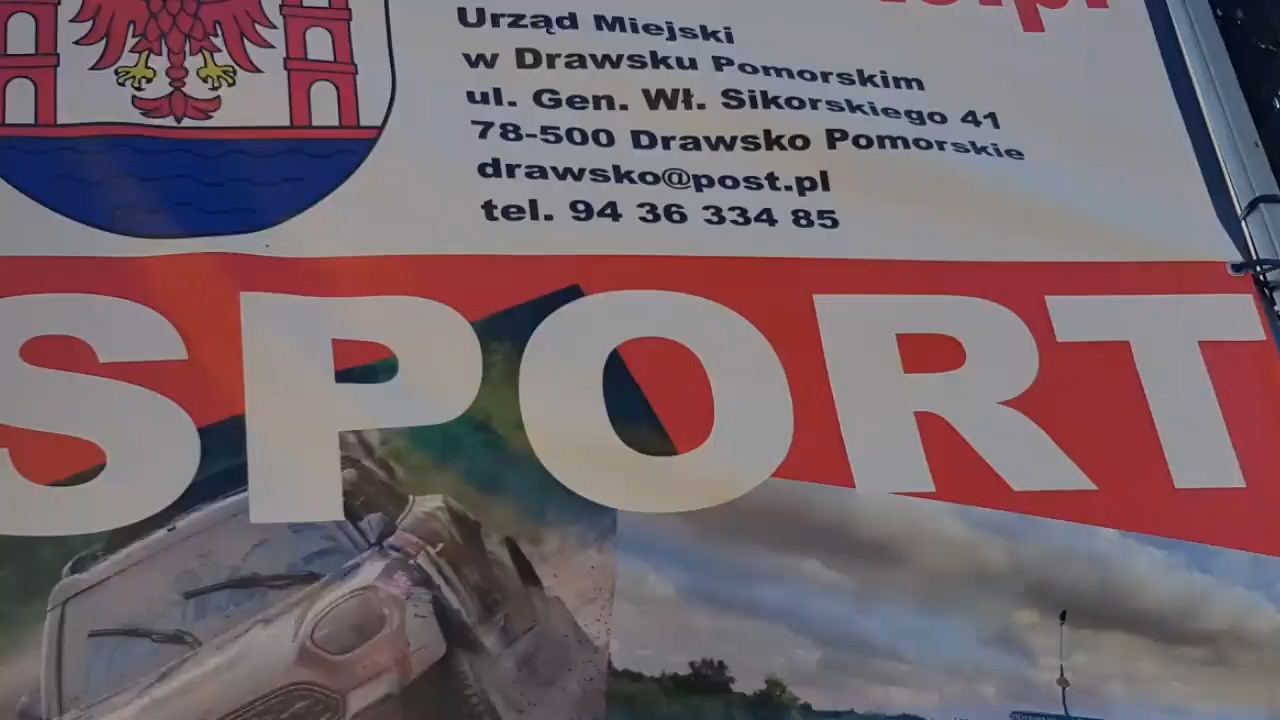 Urząd Miejski
w Drawsku Pomorskim
ul. Gen. Wł. Sikorskiego 41
78-500 Drawsko Pomorskie
drawsko@post.pl
tel. 94 36 334 85
SPORT